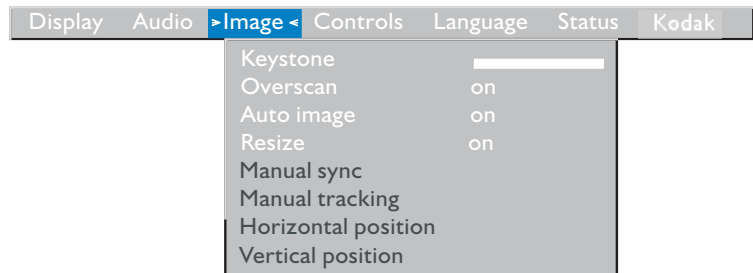 Display Audio >Image< Controls Language Status Kodak
Keystone
Overscan on
Auto image on
Resize on
Manual sync
Manual tracking
Horizontal position
Vertical position